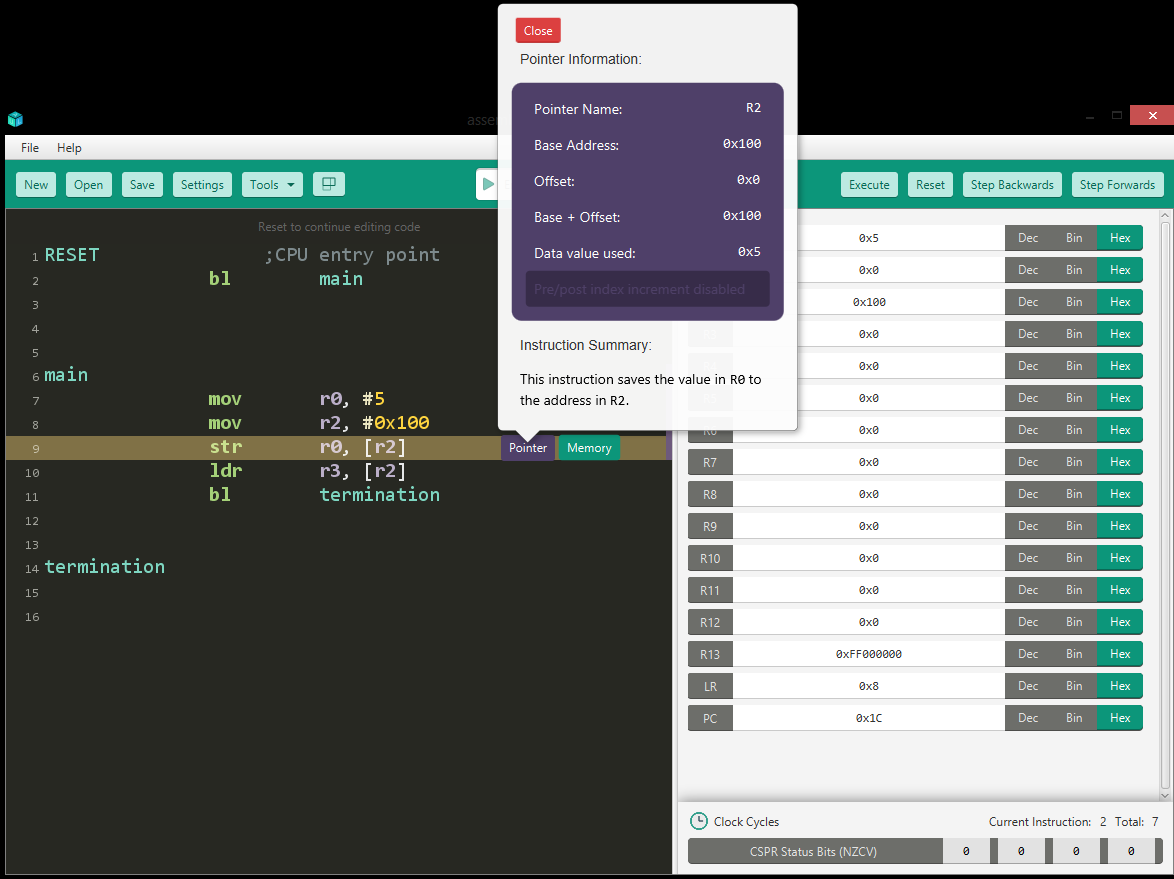 Close
Pointer Information:
Pointer Name: R2
Base Address: 0x100
Offset: 0x0
Base + Offset: 0x100
Data value used: 0x5
Pre/post index increment disabled
Instruction Summary:
This instruction saves the value in R0 to
the address in R2.
File Help
New Open Save Settings Tools Execute Reset Step Backwards Step Forwards
Reset to continue editing code
1 RESET ;CPU entry point
2 bl main
3
4
5
6 main
7 mov r0, #5
8 mov r2, #0x100
9 str r0, [r2] Pointer Memory
10 ldr r3, [r2]
11 bl termination
12
13
14 termination
15
16
0x5 Dec Bin Hex
0x0 Dec Bin Hex
0x100 Dec Bin Hex
0x0 Dec Bin Hex
0x0 Dec Bin Hex
0x0 Dec Bin Hex
R6 0x0 Dec Bin Hex
R7 0x0 Dec Bin Hex
R8 0x0 Dec Bin Hex
R9 0x0 Dec Bin Hex
R10 0x0 Dec Bin Hex
R11 0x0 Dec Bin Hex
R12 0x0 Dec Bin Hex
R13 0xFF000000 Dec Bin Hex
LR 0x8 Dec Bin Hex
PC 0x1C Dec Bin Hex
Clock Cycles Current Instruction: 2 Total: 7
CSPR Status Bits (NZCV) 0 0 0 0